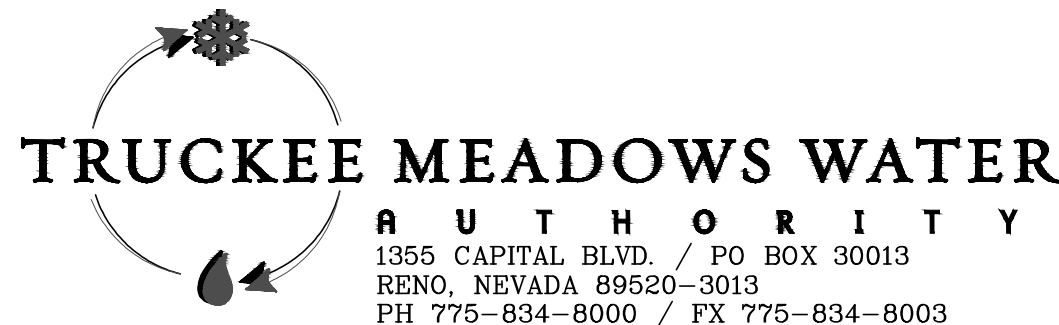 TRUCKEE MEADOWS WATER
AUTHORITY
1355 CAPITAL BLVD. / PO BOX 30013
RENO, NEVADA 89520-3013
PH 775-834-8000 / FX 775-834-8003